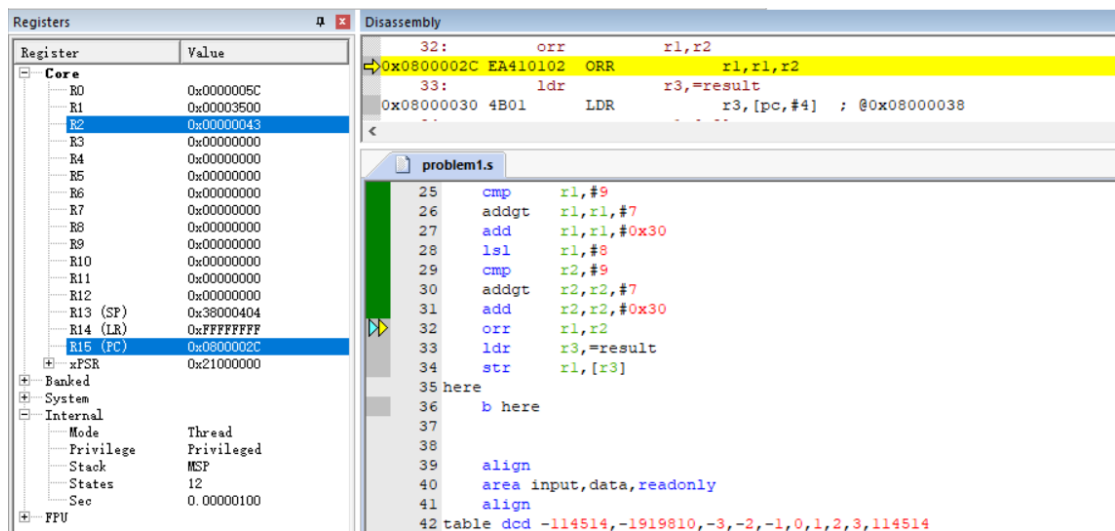 Registers
Register Value
Core
R0 0x0000005C
R1 0x00003500
R2 0x00000043
R3 0x00000000
R4 0x00000000
R5 0x00000000
R6 0x00000000
R7 0x00000000
R8 0x00000000
R9 0x00000000
R10 0x00000000
R11 0x00000000
R12 0x00000000
R13 (SP) 0x38000404
R14 (LR) 0xFFFFFFFF
R15 (PC) 0x0800002C
xPSR 0x21000000
Banked
System
Internal
Mode Thread
Privilege Privileged
Stack MSP
States 12
Sec 0.00000100
FPU
Disassembly
32: orr r1,r2
0x0800002C EA410102 ORR r1,r1,r2
33: ldr r3,=result
0x08000030 4B01 LDR r3,[pc,#4] ; @0x08000038
problem1.s
25 cmp r1,#9
26 addgt r1,r1,#7
27 add r1,r1,#0x30
28 lsl r1,#8
29 cmp r2,#9
30 addgt r2,r2,#7
31 add r2,r2,#0x30
32 orr r1,r2
33 ldr r3,=result
34 str r1,[r3]
35 here
36 b here
37
38
39 align
40 area input,data,readonly
41 align
42 table dcd -114514,-1919810,-3,-2,-1,0,1,2,3,114514